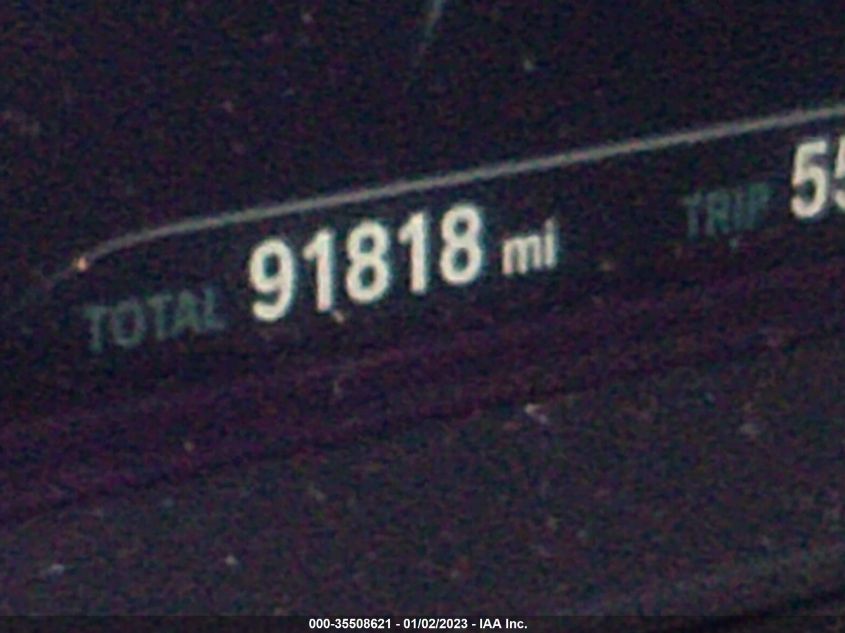 TOTAL 91818 mi TRIP 55
000-35508621 - 01/02/2023 - IAA Inc.